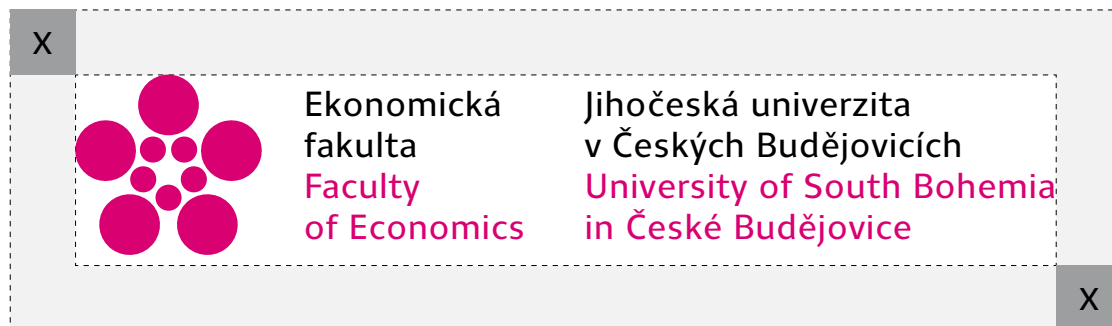 X
Ekonomická
fakulta
Faculty
of Economics
Jihočeská univerzita
v Českých Budějovicích
University of South Bohemia
in České Budějovice
X